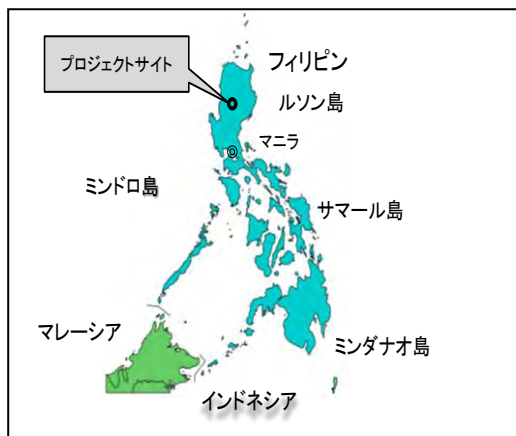 プロジェクトサイト
フィリピン
ルソン島
マニラ
ミンドロ島
サマール島
マレーシア
ミンダナオ島
インドネシア